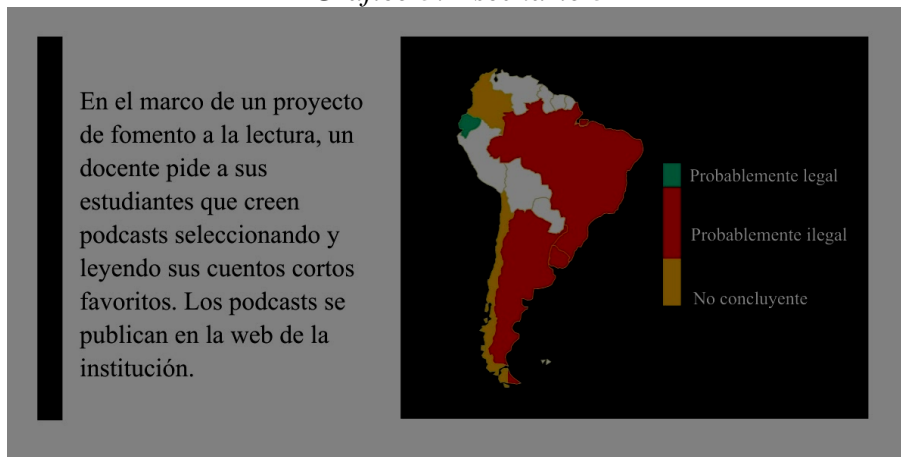 En el marco de un proyecto
de fomento a la lectura, un
docente pide a sus
estudiantes que creen
podcasts seleccionando y
leyendo sus cuentos cortos
favoritos. Los podcasts se
publican en la web de la
institución.
Probablemente legal
Probablemente ilegal
No concluyente